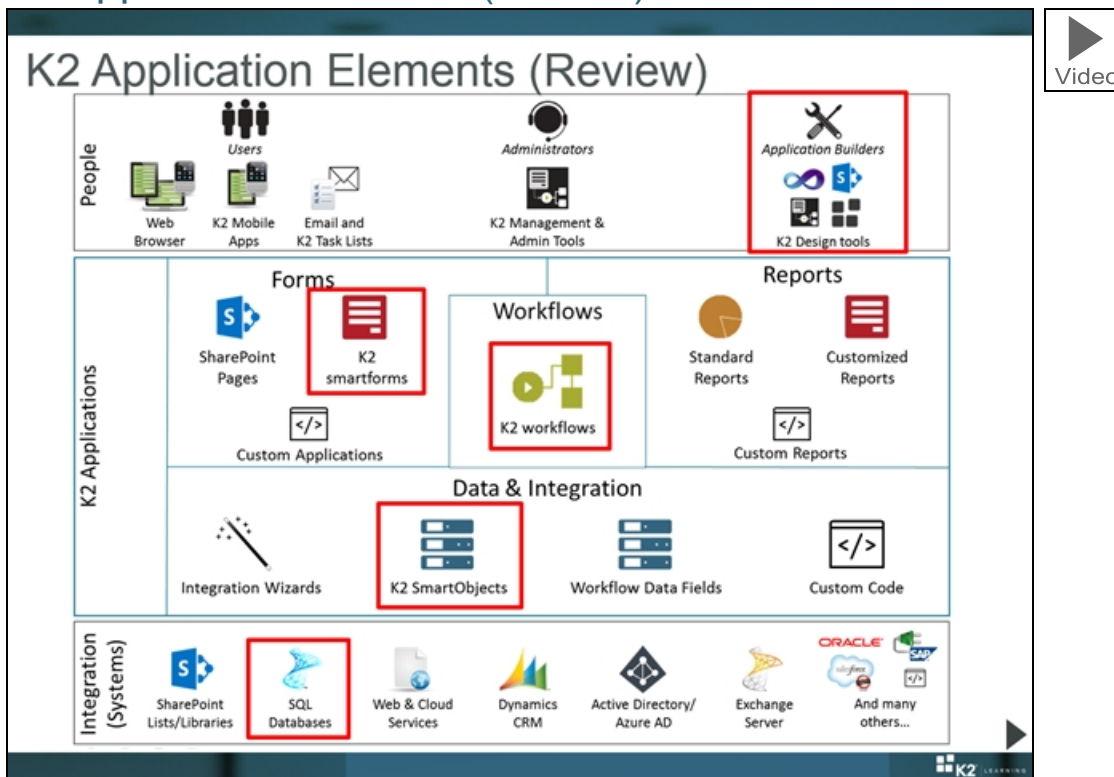 K2 Application Elements (Review)
Video
People
Users
Administrators
Application Builders
Web
Browser
K2 Mobile
Apps
Email and
K2 Task Lists
K2 Management &
Admin Tools
K2 Design tools
K2 Applications
Forms
Workflows
Reports
SharePoint
Pages
K2
smartforms
K2 workflows
Standard
Reports
Customized
Reports
</>
Custom Applications
</>
Custom Reports
Data & Integration
Integration Wizards
K2 SmartObjects
Workflow Data Fields
</>
Custom Code
Integration
(Systems)
SharePoint
Lists/Libraries
SQL
Databases
Web & Cloud
Services
Dynamics
CRM
Active Directory/
Azure AD
Exchange
Server
ORACLE
SAP
salesforce
</>
And many
others...
K2 LEARNING